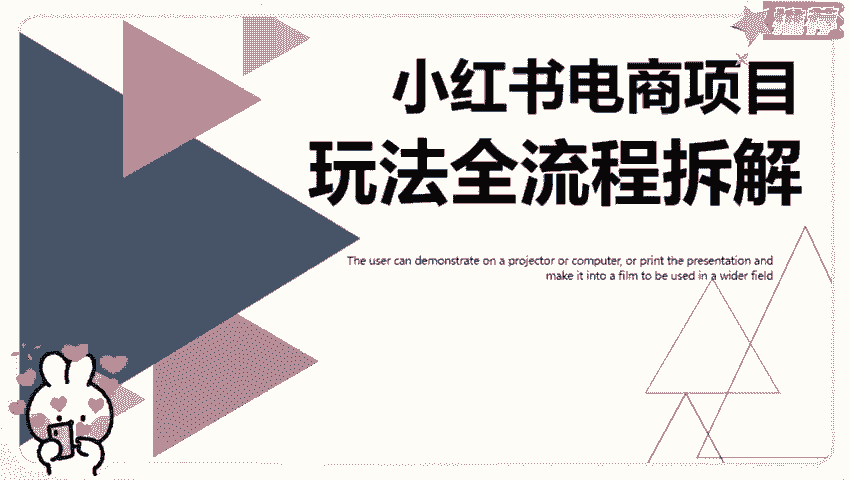 小红书电商项目
玩法全流程拆解
The user can demonstrate on a projector or computer, or print the presentation and
make it into a film to be used in a wider field